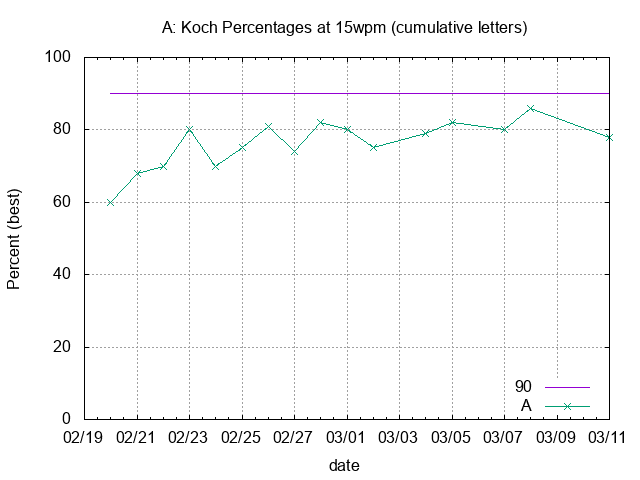 A: Koch Percentages at 15wpm (cumulative letters)
100
80
60
40
20
0
Percent (best)
90
A
02/19 02/21 02/23 02/25 02/27 03/01 03/03 03/05 03/07 03/09 03/11
date